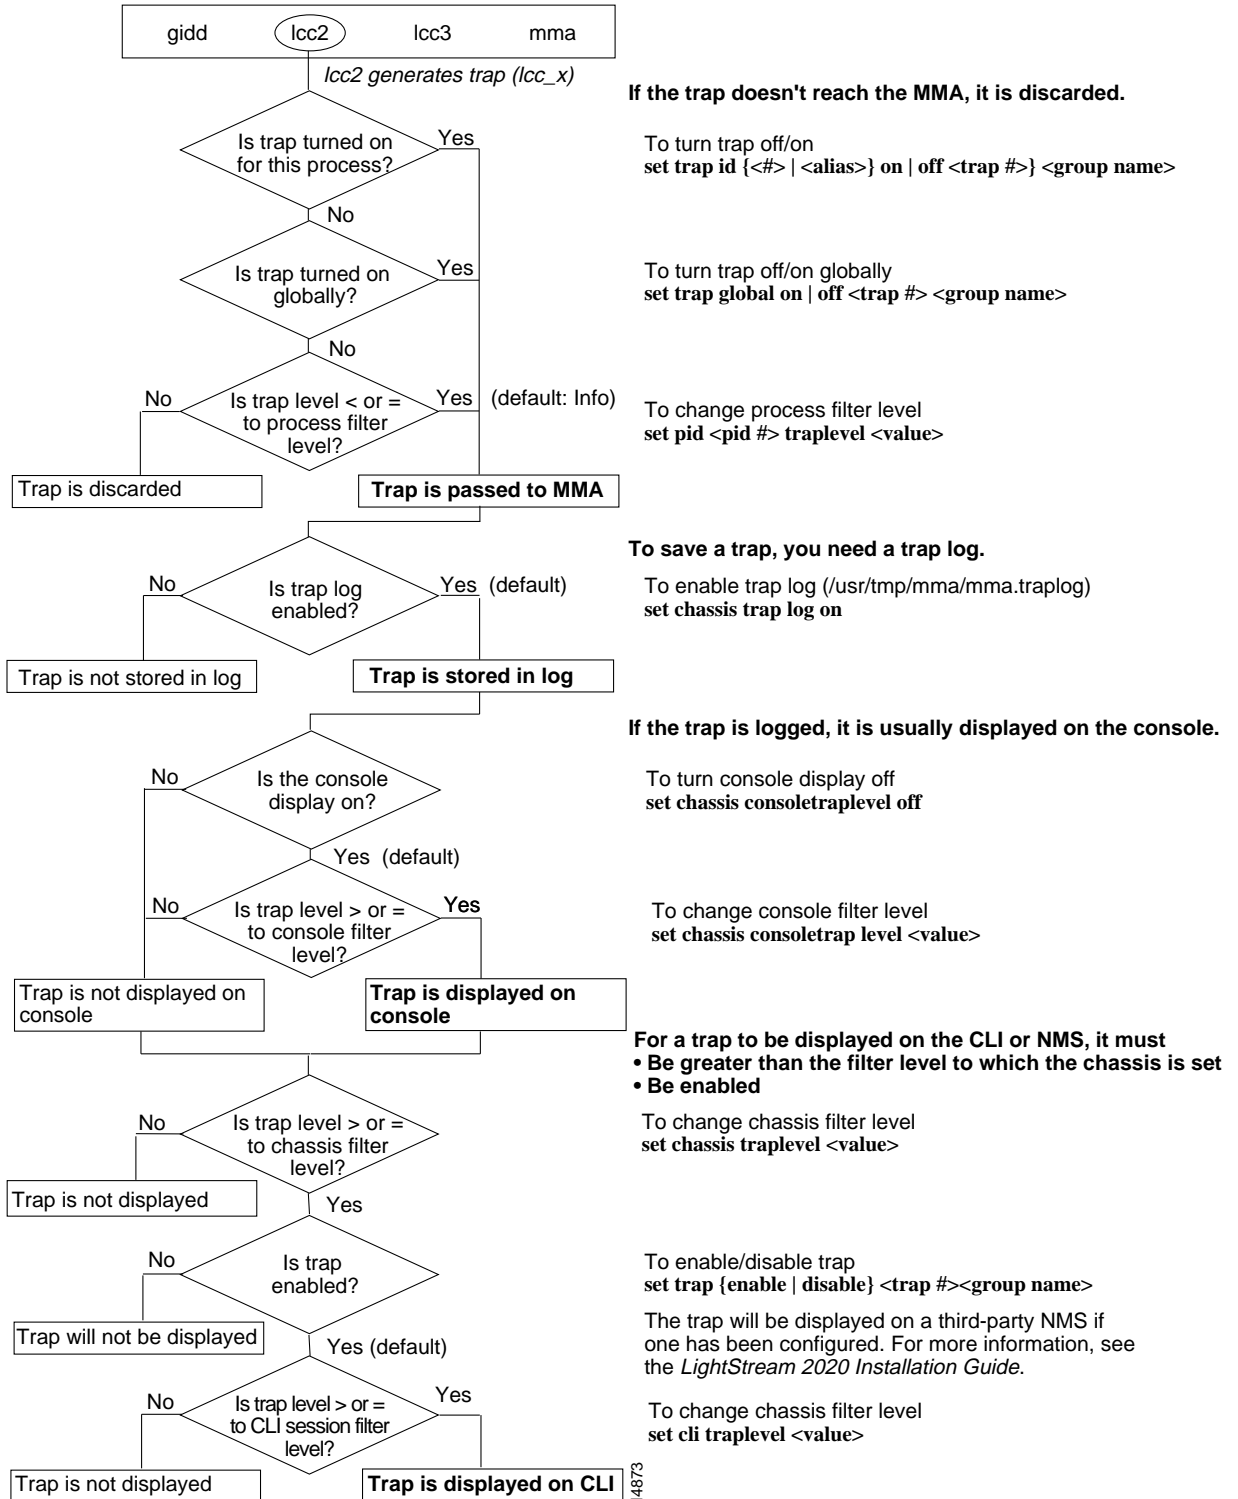 gidd lcc2 lcc3 mma
lcc2 generates trap (lcc_x)
If the trap doesn't reach the MMA, it is discarded.
Is trap turned on
for this process?
Yes
No
To turn trap off/on
set trap id {<#> | <alias>} on | off <trap #>} <group name>
Is trap turned on
globally?
Yes
No
To turn trap off/on globally
set trap global on | off <trap #> <group name>
No
Is trap level < or =
to process filter
level?
Yes (default: Info)
To change process filter level
set pid <pid #> traplevel <value>
Trap is discarded
Trap is passed to MMA
To save a trap, you need a trap log.
No
Is trap log
enabled?
Yes (default)
To enable trap log (/usr/tmp/mma/mma.traplog)
set chassis trap log on
Trap is not stored in log
Trap is stored in log
If the trap is logged, it is usually displayed on the console.
No
Is the console
display on?
To turn console display off
set chassis consoletraplevel off
Yes (default)
No
Is trap level > or =
to console filter
level?
Yes
To change console filter level
set chassis consoletrap level <value>
Trap is not displayed on
console
Trap is displayed on
console
For a trap to be displayed on the CLI or NMS, it must
• Be greater than the filter level to which the chassis is set
• Be enabled
No
Is trap level > or =
to chassis filter
level?
To change chassis filter level
set chassis traplevel <value>
Trap is not displayed
Yes
No
Is trap
enabled?
To enable/disable trap
set trap {enable | disable} <trap #><group name>
Trap will not be displayed
Yes (default)
The trap will be displayed on a third-party NMS if
one has been configured. For more information, see
the LightStream 2020 Installation Guide.
No
Is trap level > or =
to CLI session filter
level?
Yes
To change chassis filter level
set cli traplevel <value>
Trap is not displayed
Trap is displayed on CLI